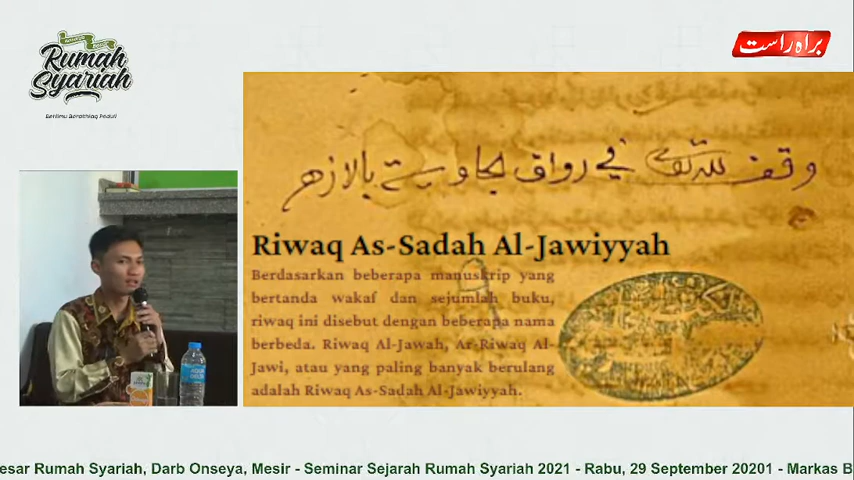 Rumah
Syariah
Berilmu Berakhlaq Peduli
براہ راست
وقف لله تعالى في رواق الجاوية بالازهر
Riwaq As-Sadah Al-Jawiyyah
Berdasarkan beberapa manuskrip yang
bertanda wakaf dan sejumlah buku,
riwaq ini disebut dengan beberapa nama
berbeda. Riwaq Al-Jawah, Ar-Riwaq Al-
Jawi, atau yang paling banyak berulang
adalah Riwaq As-Sadah Al-Jawiyyah.
esar Rumah Syariah, Darb Onseya, Mesir - Seminar Sejarah Rumah Syariah 2021 - Rabu, 29 September 20201 - Markas B